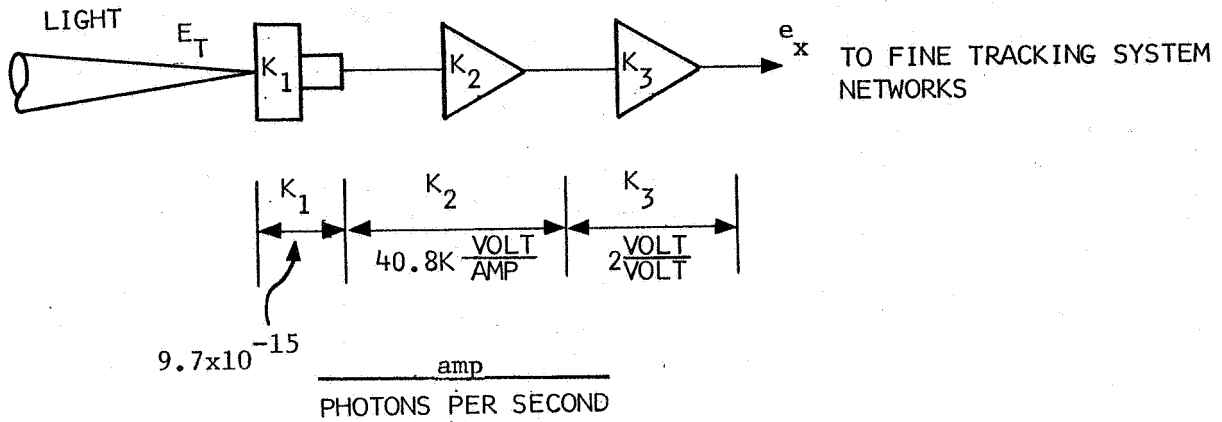 LIGHT
E_T
K_1
K_2
K_3
e_x
TO FINE TRACKING SYSTEM
NETWORKS
K_1
K_2
K_3
40.8K VOLT/AMP
2 VOLT/VOLT
9.7x10^-15
amp
PHOTONS PER SECOND